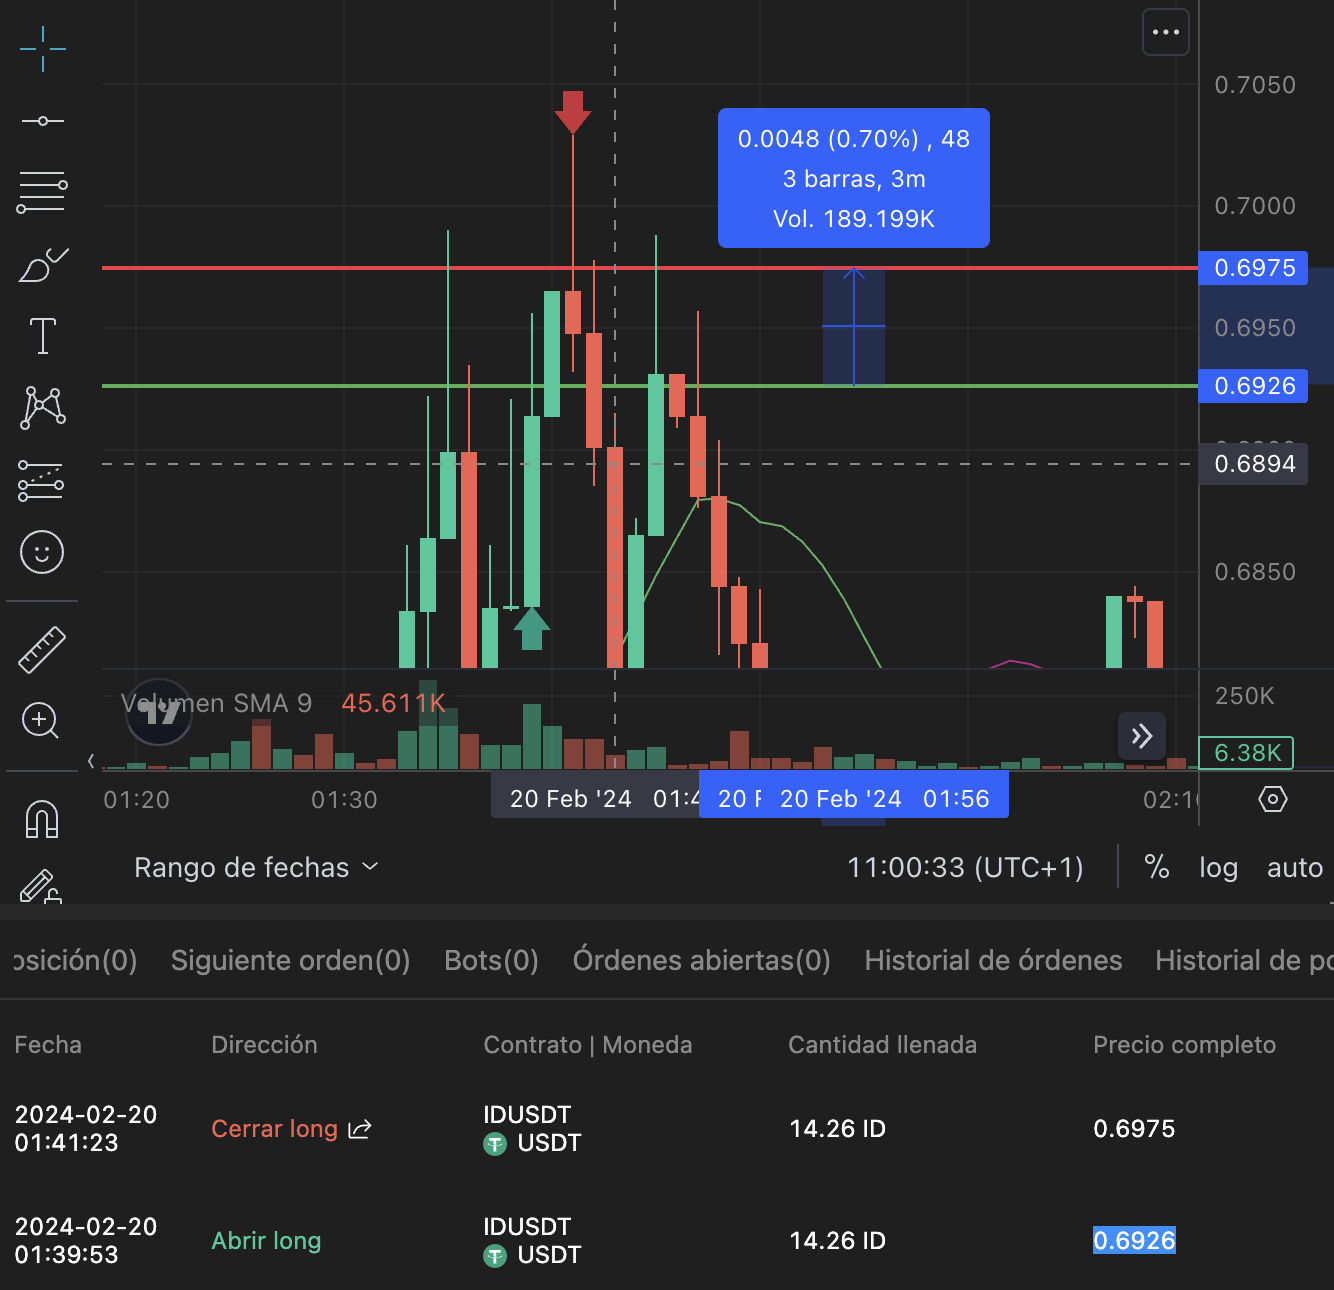 0.7050
0.0048 (0.70%) , 48
3 barras, 3m
Vol. 189.199K
0.7000
0.6975
0.6950
0.6926
0.6894
0.6850
Volumen SMA 9 45.611K
250K
6.38K
01:20 01:30 20 Feb '24 01:4 20 F 20 Feb '24 01:56 02:10
Rango de fechas 11:00:33 (UTC+1) % log auto
osición(0) Siguiente orden(0) Bots(0) Órdenes abiertas(0) Historial de órdenes Historial de po
Fecha Dirección Contrato | Moneda Cantidad llenada Precio completo
2024-02-20
01:41:23
Cerrar long
IDUSDT
USDT
14.26 ID
0.6975
2024-02-20
01:39:53
Abrir long
IDUSDT
USDT
14.26 ID
0.6926